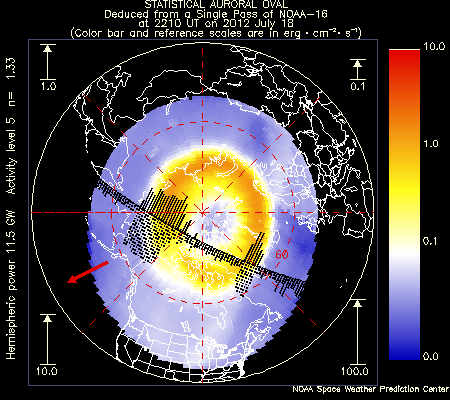 STATISTICAL AURORAL OVAL
Deduced from a Single Pass of NOAA-16
at 2210 UT on 2012 July 18
(Color bar and reference scales are in erg·cm⁻²·s⁻¹)
Hemispheric power 11.5 GW Activity level 5 n= 1.33
1.0
0.1
10.0
100.0
60
10.0
1.0
0.1
0.0
NOAA Space Weather Prediction Center